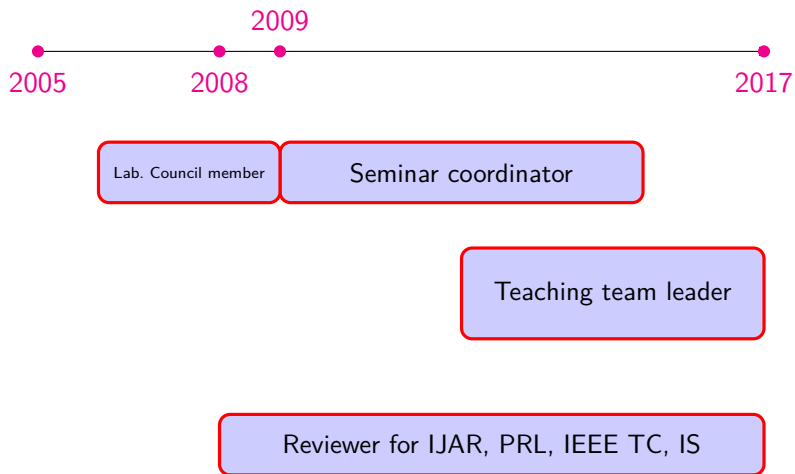 2009
2005
2008
2017
Lab. Council member
Seminar coordinator
Teaching team leader
Reviewer for IJAR, PRL, IEEE TC, IS